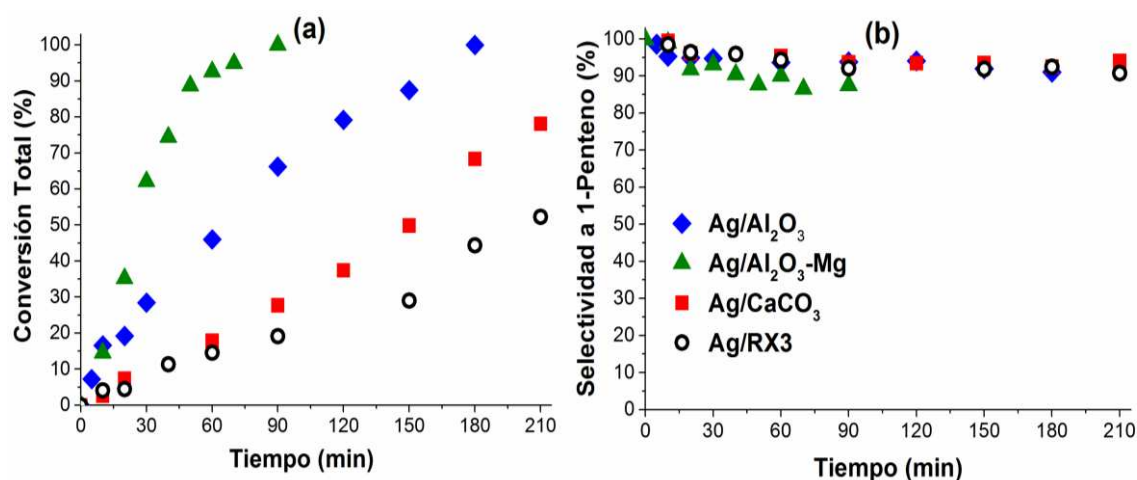 (a)
Conversión Total (%)
100
90
80
70
60
50
40
30
20
10
0
0 30 60 90 120 150 180 210
Tiempo (min)
(b)
Selectividad a 1-Penteno (%)
100
90
80
70
60
50
40
30
20
10
0
Ag/Al₂O₃
Ag/Al₂O₃-Mg
Ag/CaCO₃
Ag/RX3
0 30 60 90 120 150 180 210
Tiempo (min)